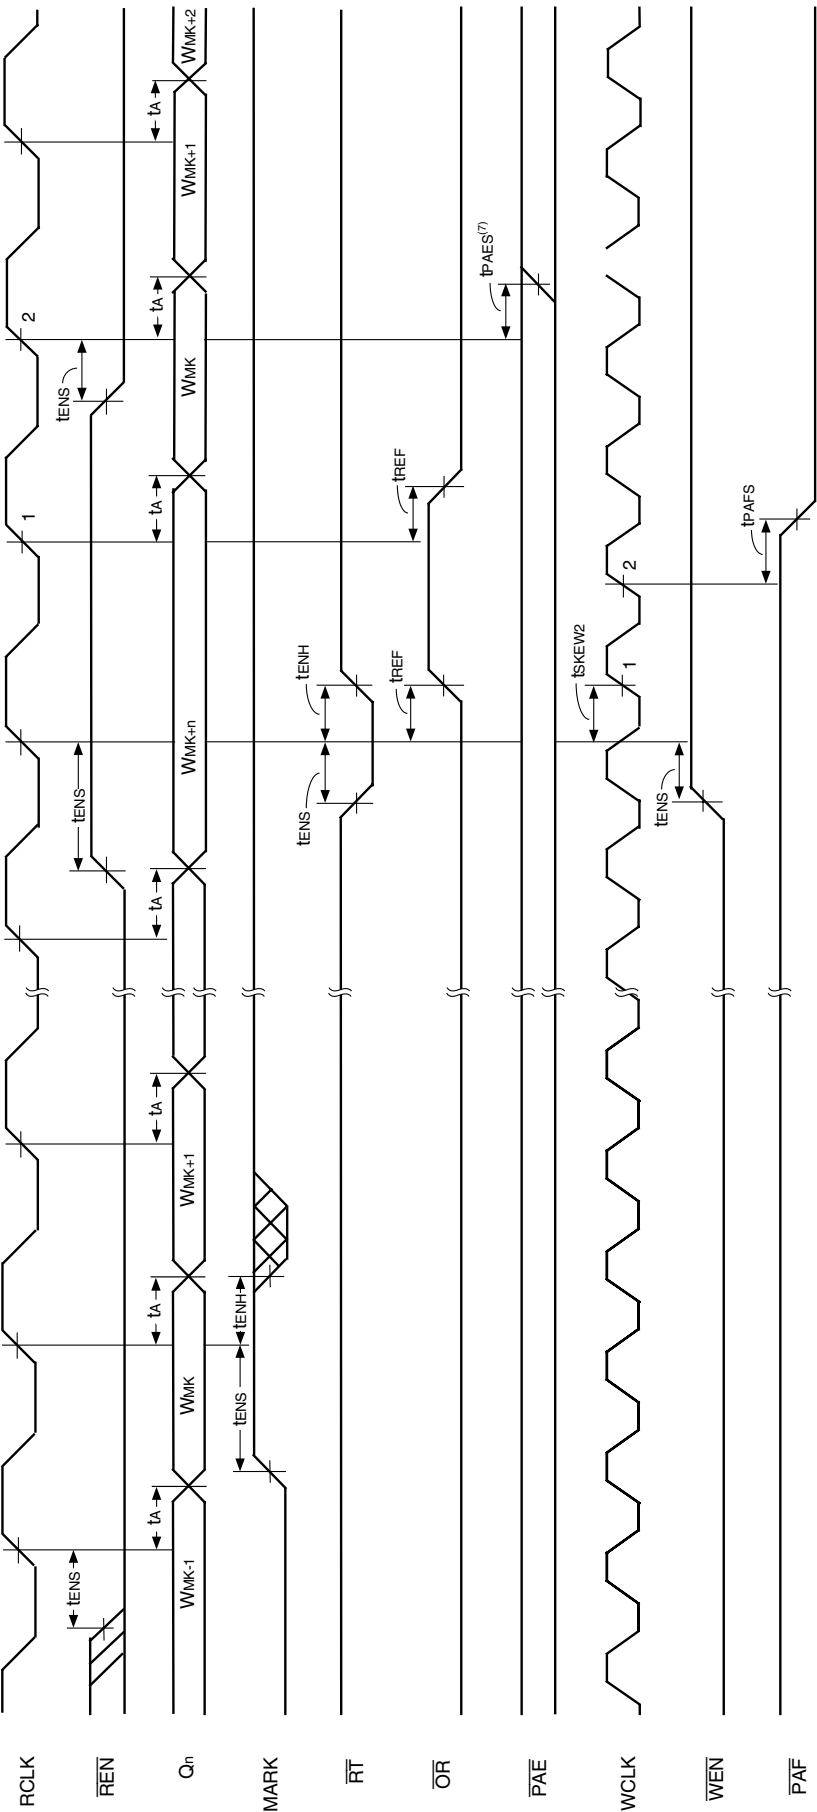 1 2
RCLK
tENS tENS tENS
REN
tA tA tA tA tA tA tA
Qn WMK-1 WMK WMK+1 WMK+n WMK WMK+1 WMK+2
tENS tENH
MARK
tENS tENH
RT
tREF tREF
OR
tPAES(7)
PAE
tSKEW2
WCLK 1 2
tENS
WEN
tPAFS
PAF